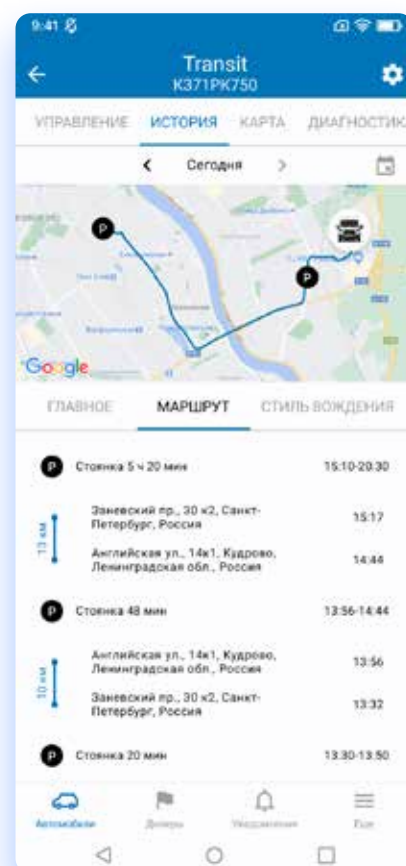 9:41
Transit
К371РК750
УПРАВЛЕНИЕ ИСТОРИЯ КАРТА ДИАГНОСТИК
Сегодня
P
P
Google
ГЛАВНОЕ МАРШРУТ СТИЛЬ ВОЖДЕНИЯ
P Стоянка 5 ч 20 мин 15:10-20:30
13 км
Заневский пр., 30 к2, Санкт-
Петербург, Россия 15:17
Английская ул., 14к1, Кудрово,
Ленинградская обл., Россия 14:44
P Стоянка 48 мин 13:56-14:44
10 км
Английская ул., 14к1, Кудрово,
Ленинградская обл., Россия 13:56
Заневский пр., 30 к2, Санкт-
Петербург, Россия 13:32
P Стоянка 20 мин 13:30-13:50
Автомобили Дилеры Уведомления Еще